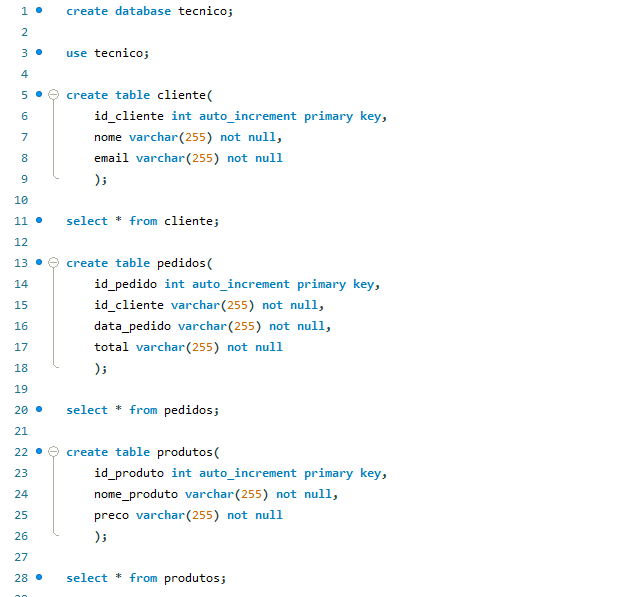 1 create database tecnico;
2
3 use tecnico;
4
5 create table cliente(
6 id_cliente int auto_increment primary key,
7 nome varchar(255) not null,
8 email varchar(255) not null
9 );
10
11 select * from cliente;
12
13 create table pedidos(
14 id_pedido int auto_increment primary key,
15 id_cliente varchar(255) not null,
16 data_pedido varchar(255) not null,
17 total varchar(255) not null
18 );
19
20 select * from pedidos;
21
22 create table produtos(
23 id_produto int auto_increment primary key,
24 nome_produto varchar(255) not null,
25 preco varchar(255) not null
26 );
27
28 select * from produtos;